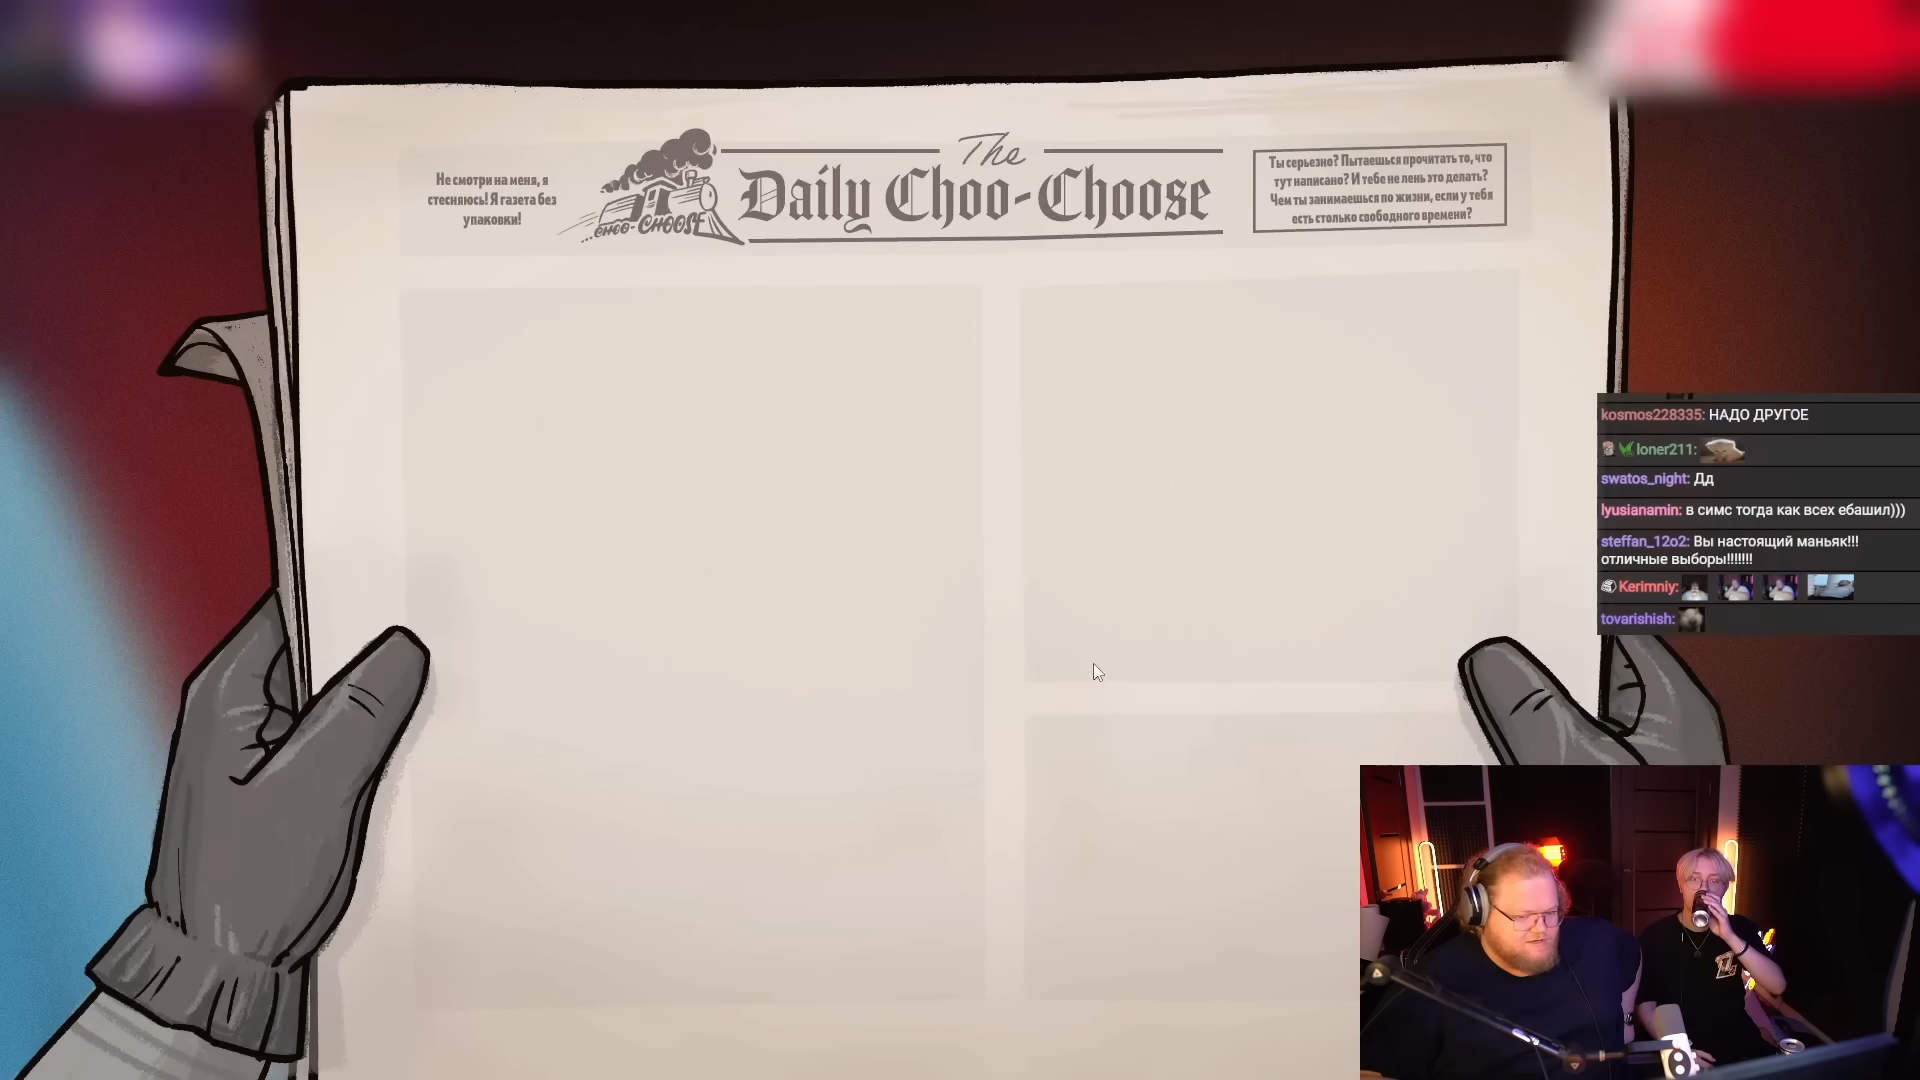 Не смотри на меня, я
стесняюсь! Я газета без
упаковки!
CHOO-CHOOSE
The
Daily Choo-Choose
Ты серьезно? Пытаешься прочитать то, что
тут написано? И тебе не лень это делать?
Чем ты занимаешься по жизни, если у тебя
есть столько свободного времени?
kosmos228335: НАДО ДРУГОЕ
loner211:
swatos_night: Дд
lyusianamin: в симс тогда как всех ебашил)))
steffan_12o2: Вы настоящий маньяк!!!
отличные выборы!!!!!!!
Kerimniy:
tovarishish: